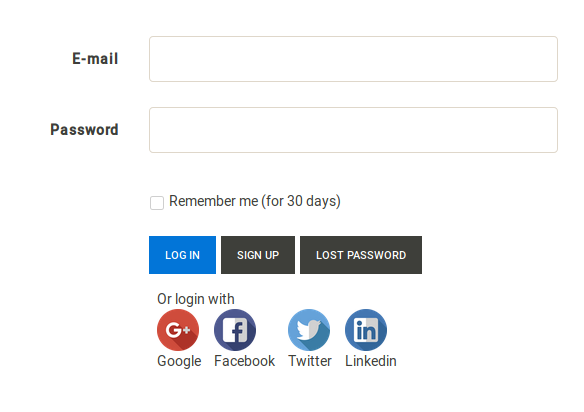 E-mail
Password
Remember me (for 30 days)
LOG IN SIGN UP LOST PASSWORD
Or login with
G+ f in
Google Facebook Twitter Linkedin